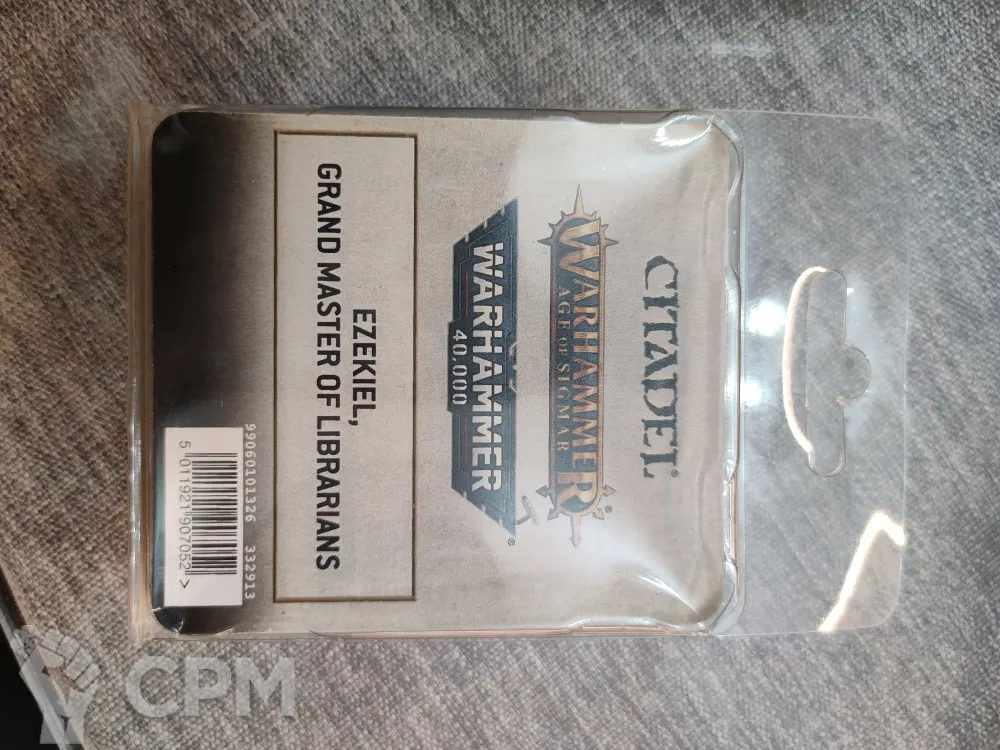 CITADEL®
WARHAMMER®
AGE OF SIGMAR
WARHAMMER®
40,000
EZEKIEL,
GRAND MASTER OF LIBRARIANS
99060101326 332913
5 011921 907052 >
CPM